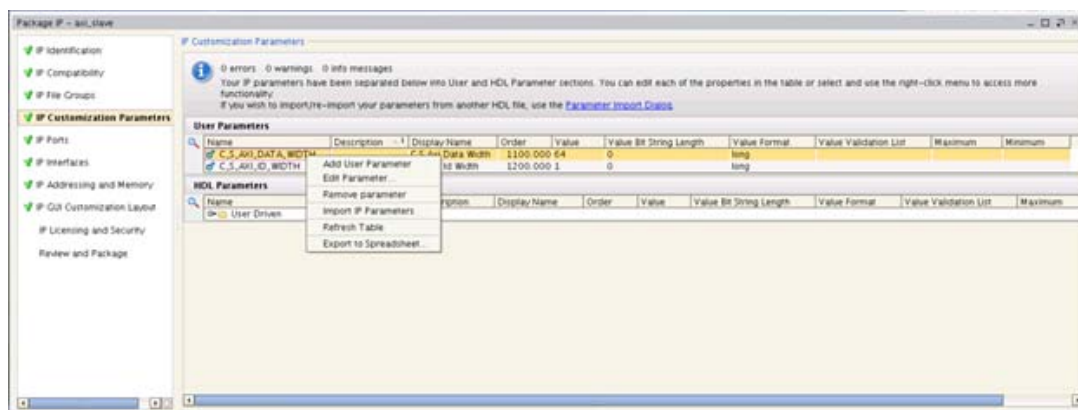 Package IP - axi_slave
IP Identification
IP Compatibility
IP File Groups
IP Customization Parameters
IP Ports
IP Interfaces
IP Addressing and Memory
IP GUI Customization Layout
IP Licensing and Security
Review and Package
IP Customization Parameters
0 errors 0 warnings 0 info messages
Your IP parameters have been separated below into User and HDL Parameter sections. You can edit each of the properties in the table or select and use the right-click menu to access more
functionality.
If you wish to import/re-import your parameters from another HDL file, use the Parameter Import Dialog.
User Parameters
Name Description 1 Display Name Order Value Value Bit String Length Value Format Value Validation List Maximum Minimum
C_S_AXI_DATA_WIDTH C S Axi Data Width 1100.000 64 0 long
C_S_AXI_ID_WIDTH Id Width 1200.000 1 0 long
Add User Parameter
Edit Parameter...
Remove parameter
Import IP Parameters
Refresh Table
Export to Spreadsheet...
HDL Parameters
Name Display Name Order Value Value Bit String Length Value Format Value Validation List Maximum
User Driven